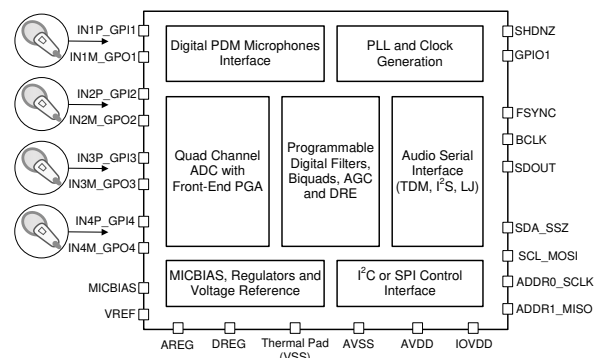 IN1P_GPI1
IN1M_GPO1
IN2P_GPI2
IN2M_GPO2
IN3P_GPI3
IN3M_GPO3
IN4P_GPI4
IN4M_GPO4
MICBIAS
VREF
Digital PDM Microphones
Interface
PLL and Clock
Generation
Quad Channel
ADC with
Front-End PGA
Programmable
Digital Filters,
Biquads, AGC
and DRE
Audio Serial
Interface
(TDM, I²S, LJ)
MICBIAS, Regulators and
Voltage Reference
I²C or SPI Control
Interface
SHDNZ
GPIO1
FSYNC
BCLK
SDOUT
SDA_SSZ
SCL_MOSI
ADDR0_SCLK
ADDR1_MISO
AREG
DREG
Thermal Pad
(VSS)
AVSS
AVDD
IOVDD